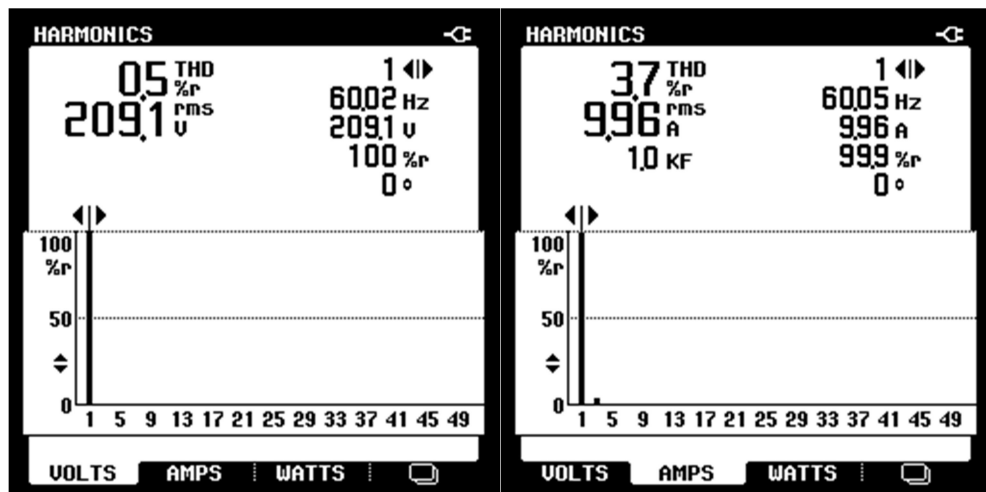 HARMONICS
0.5 THD %r
209.1 rms V
1
60.02 Hz
209.1 V
100 %r
0 °
100
%r
50
0
1 5 9 13 17 21 25 29 33 37 41 45 49
VOLTS AMPS WATTS
HARMONICS
3.7 THD %r
9.96 rms A
1.0 KF
1
60.05 Hz
9.96 A
99.9 %r
0 °
100
%r
50
0
1 5 9 13 17 21 25 29 33 37 41 45 49
VOLTS AMPS WATTS